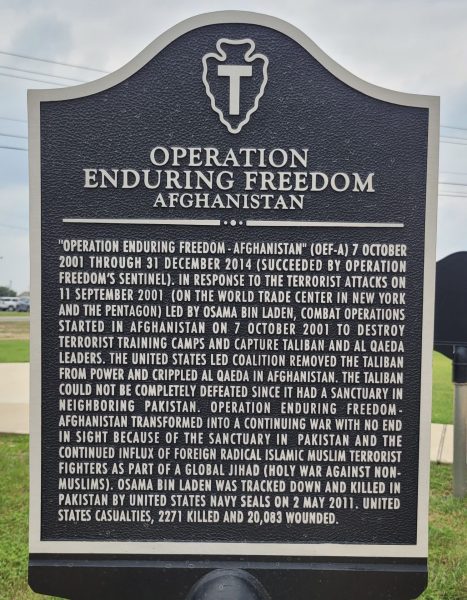 T
OPERATION
ENDURING FREEDOM
AFGHANISTAN
"OPERATION ENDURING FREEDOM - AFGHANISTAN" (OEF-A) 7 OCTOBER
2001 THROUGH 31 DECEMBER 2014 (SUCCEEDED BY OPERATION
FREEDOM'S SENTINEL). IN RESPONSE TO THE TERRORIST ATTACKS ON
11 SEPTEMBER 2001 (ON THE WORLD TRADE CENTER IN NEW YORK
AND THE PENTAGON) LED BY OSAMA BIN LADEN, COMBAT OPERATIONS
STARTED IN AFGHANISTAN ON 7 OCTOBER 2001 TO DESTROY
TERRORIST TRAINING CAMPS AND CAPTURE TALIBAN AND AL QAEDA
LEADERS. THE UNITED STATES LED COALITION REMOVED THE TALIBAN
FROM POWER AND CRIPPLED AL QAEDA IN AFGHANISTAN. THE TALIBAN
COULD NOT BE COMPLETELY DEFEATED SINCE IT HAD A SANCTUARY IN
NEIGHBORING PAKISTAN. OPERATION ENDURING FREEDOM-
AFGHANISTAN TRANSFORMED INTO A CONTINUING WAR WITH NO END
IN SIGHT BECAUSE OF THE SANCTUARY IN PAKISTAN AND THE
CONTINUED INFLUX OF FOREIGN RADICAL ISLAMIC MUSLIM TERRORIST
FIGHTERS AS PART OF A GLOBAL JIHAD (HOLY WAR AGAINST NON-
MUSLIMS). OSAMA BIN LADEN WAS TRACKED DOWN AND KILLED IN
PAKISTAN BY UNITED STATES NAVY SEALS ON 2 MAY 2011. UNITED
STATES CASUALTIES, 2271 KILLED AND 20,083 WOUNDED.